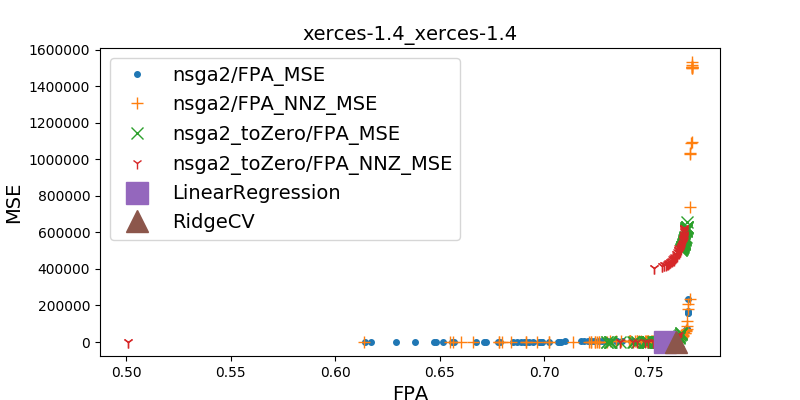 xerces-1.4_xerces-1.4
1600000
1400000
1200000
1000000
800000
600000
400000
200000
0
MSE
nsga2/FPA_MSE
nsga2/FPA_NNZ_MSE
nsga2_toZero/FPA_MSE
nsga2_toZero/FPA_NNZ_MSE
LinearRegression
RidgeCV
0.50 0.55 0.60 0.65 0.70 0.75
FPA